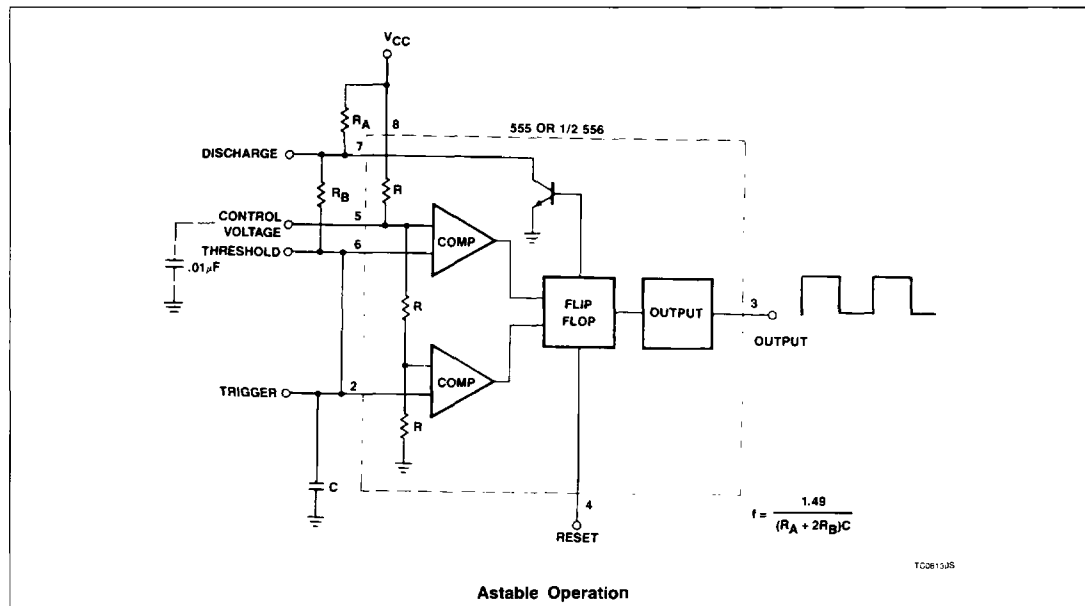 VCC
RA
8
555 OR 1/2 556
DISCHARGE
7
RB
R
CONTROL
VOLTAGE
5
COMP
THRESHOLD
6
.01µF
R
FLIP
FLOP
OUTPUT
3
OUTPUT
COMP
TRIGGER
2
R
C
4
RESET
f = 1.49
(RA + 2RB)C
Astable Operation